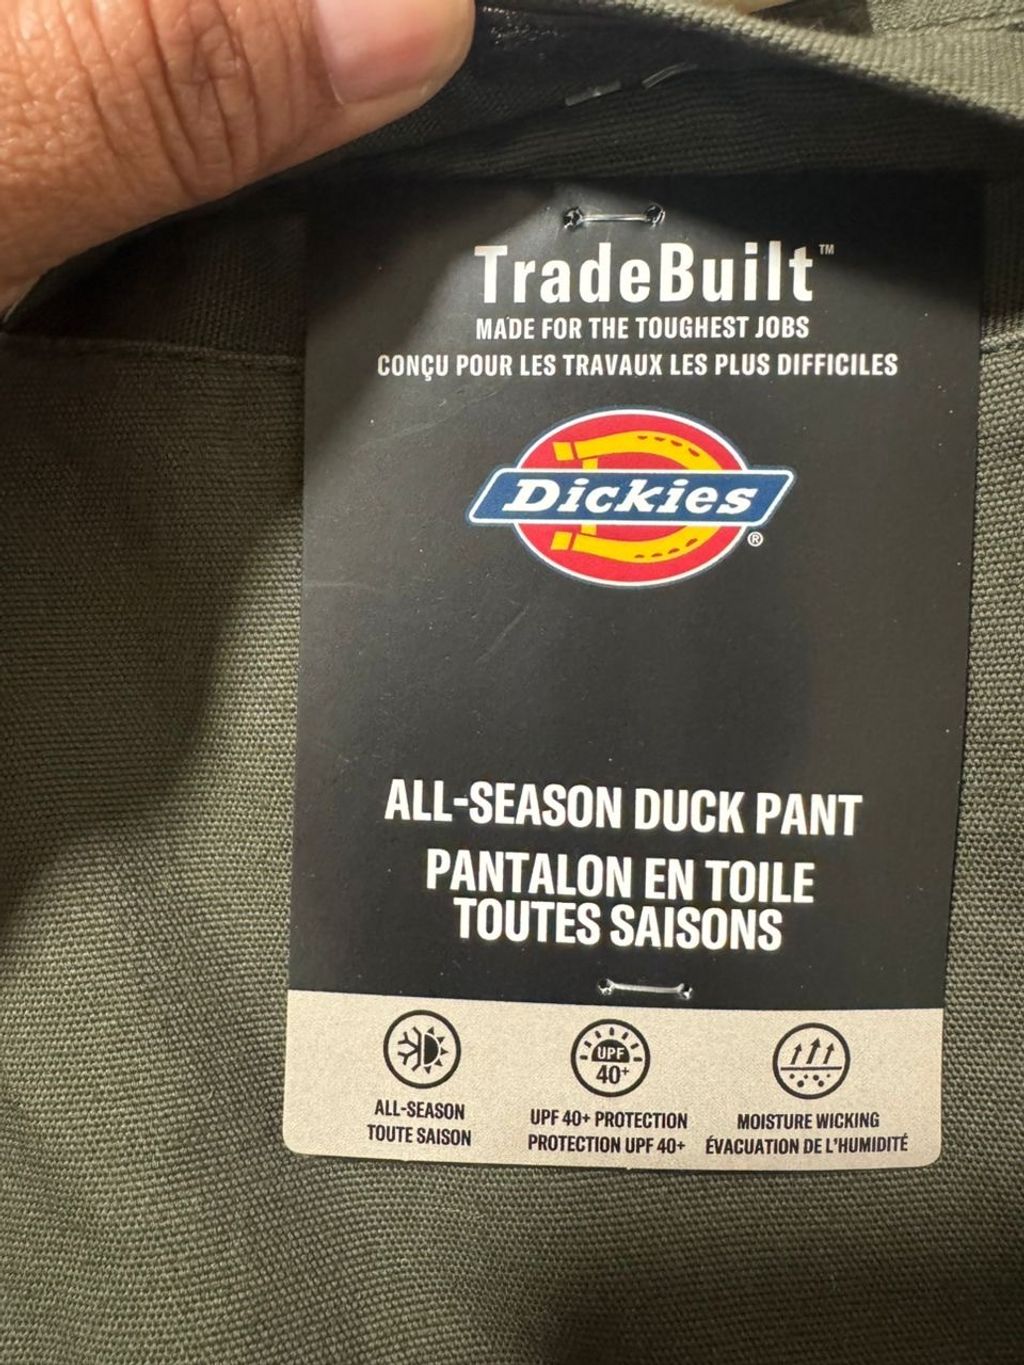 TradeBuilt™
MADE FOR THE TOUGHEST JOBS
CONÇU POUR LES TRAVAUX LES PLUS DIFFICILES
Dickies®
ALL-SEASON DUCK PANT
PANTALON EN TOILE
TOUTES SAISONS
UPF
40+
ALL-SEASON
TOUTE SAISON
UPF 40+ PROTECTION
PROTECTION UPF 40+
MOISTURE WICKING
ÉVACUATION DE L'HUMIDITÉ